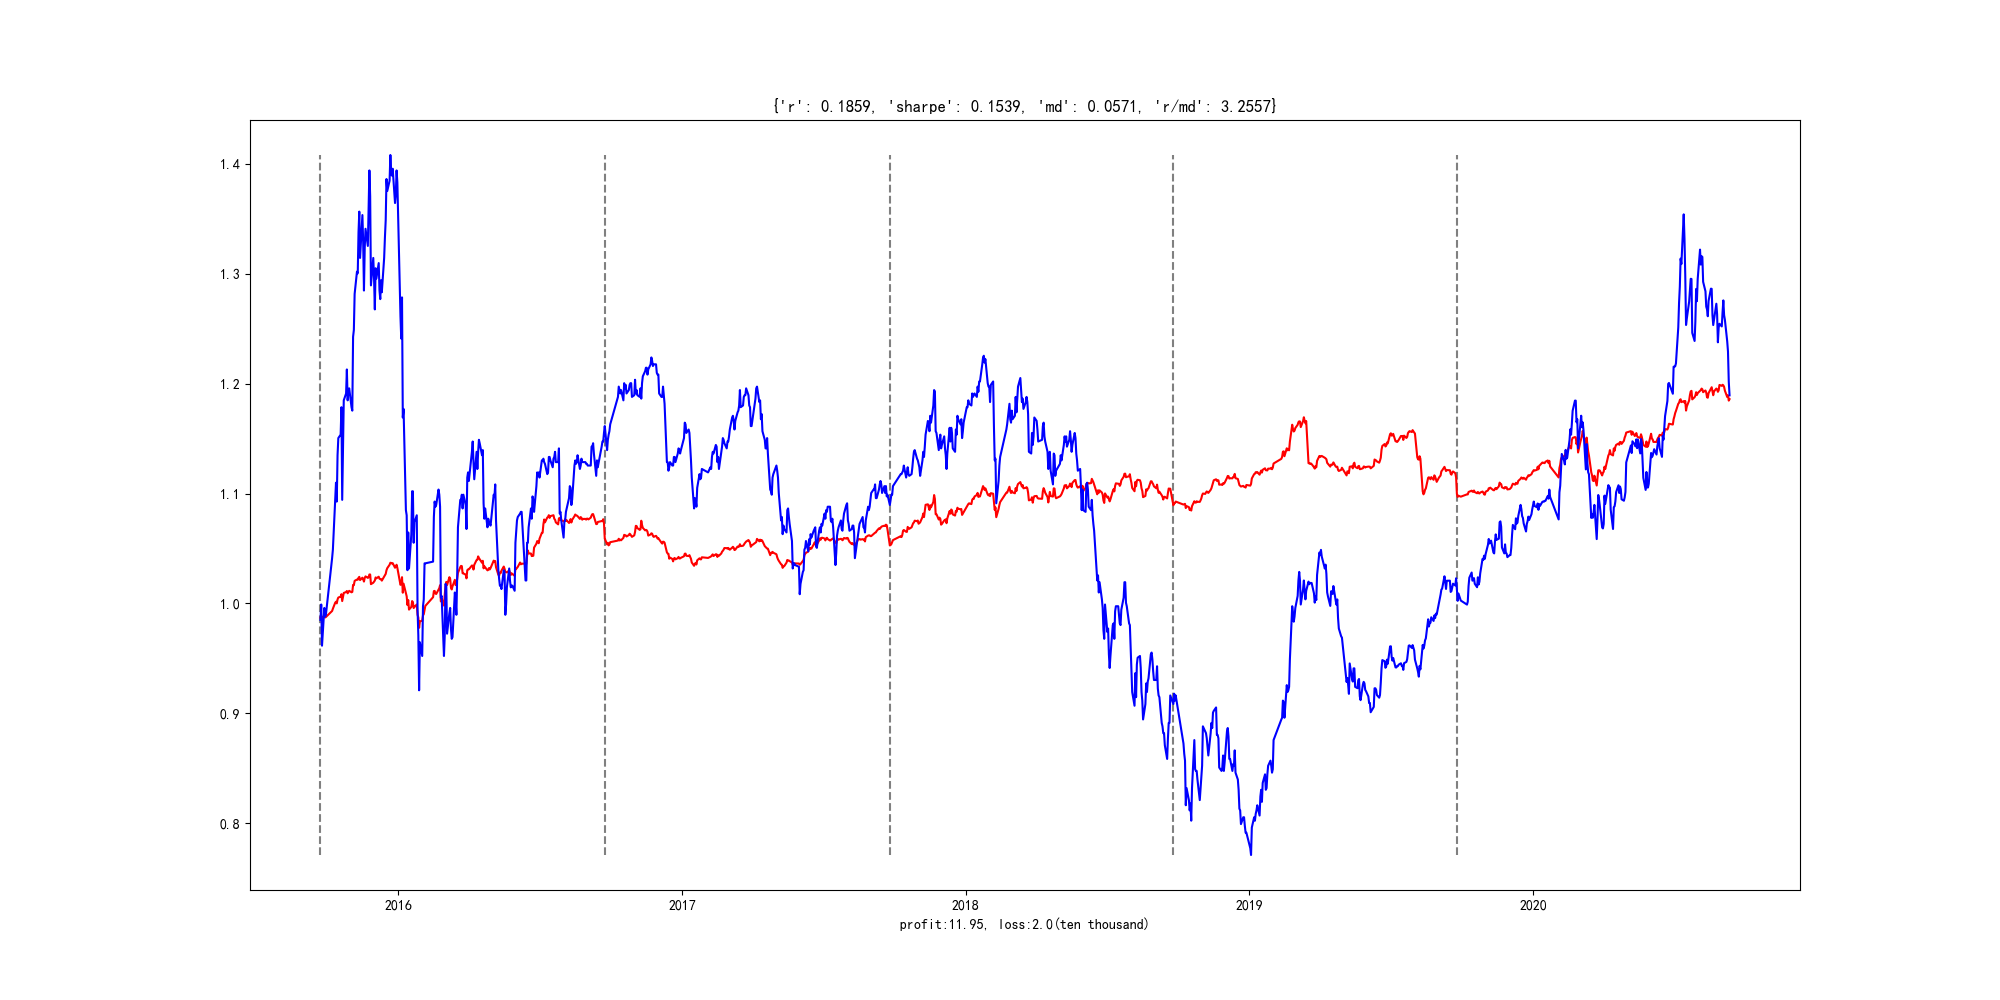 {'r': 0.1859, 'sharpe': 0.1539, 'md': 0.0571, 'r/md': 3.2557}
1.4
1.3
1.2
1.1
1.0
0.9
0.8
2016 2017 2018 2019 2020
profit:11.95, loss:2.0(ten thousand)